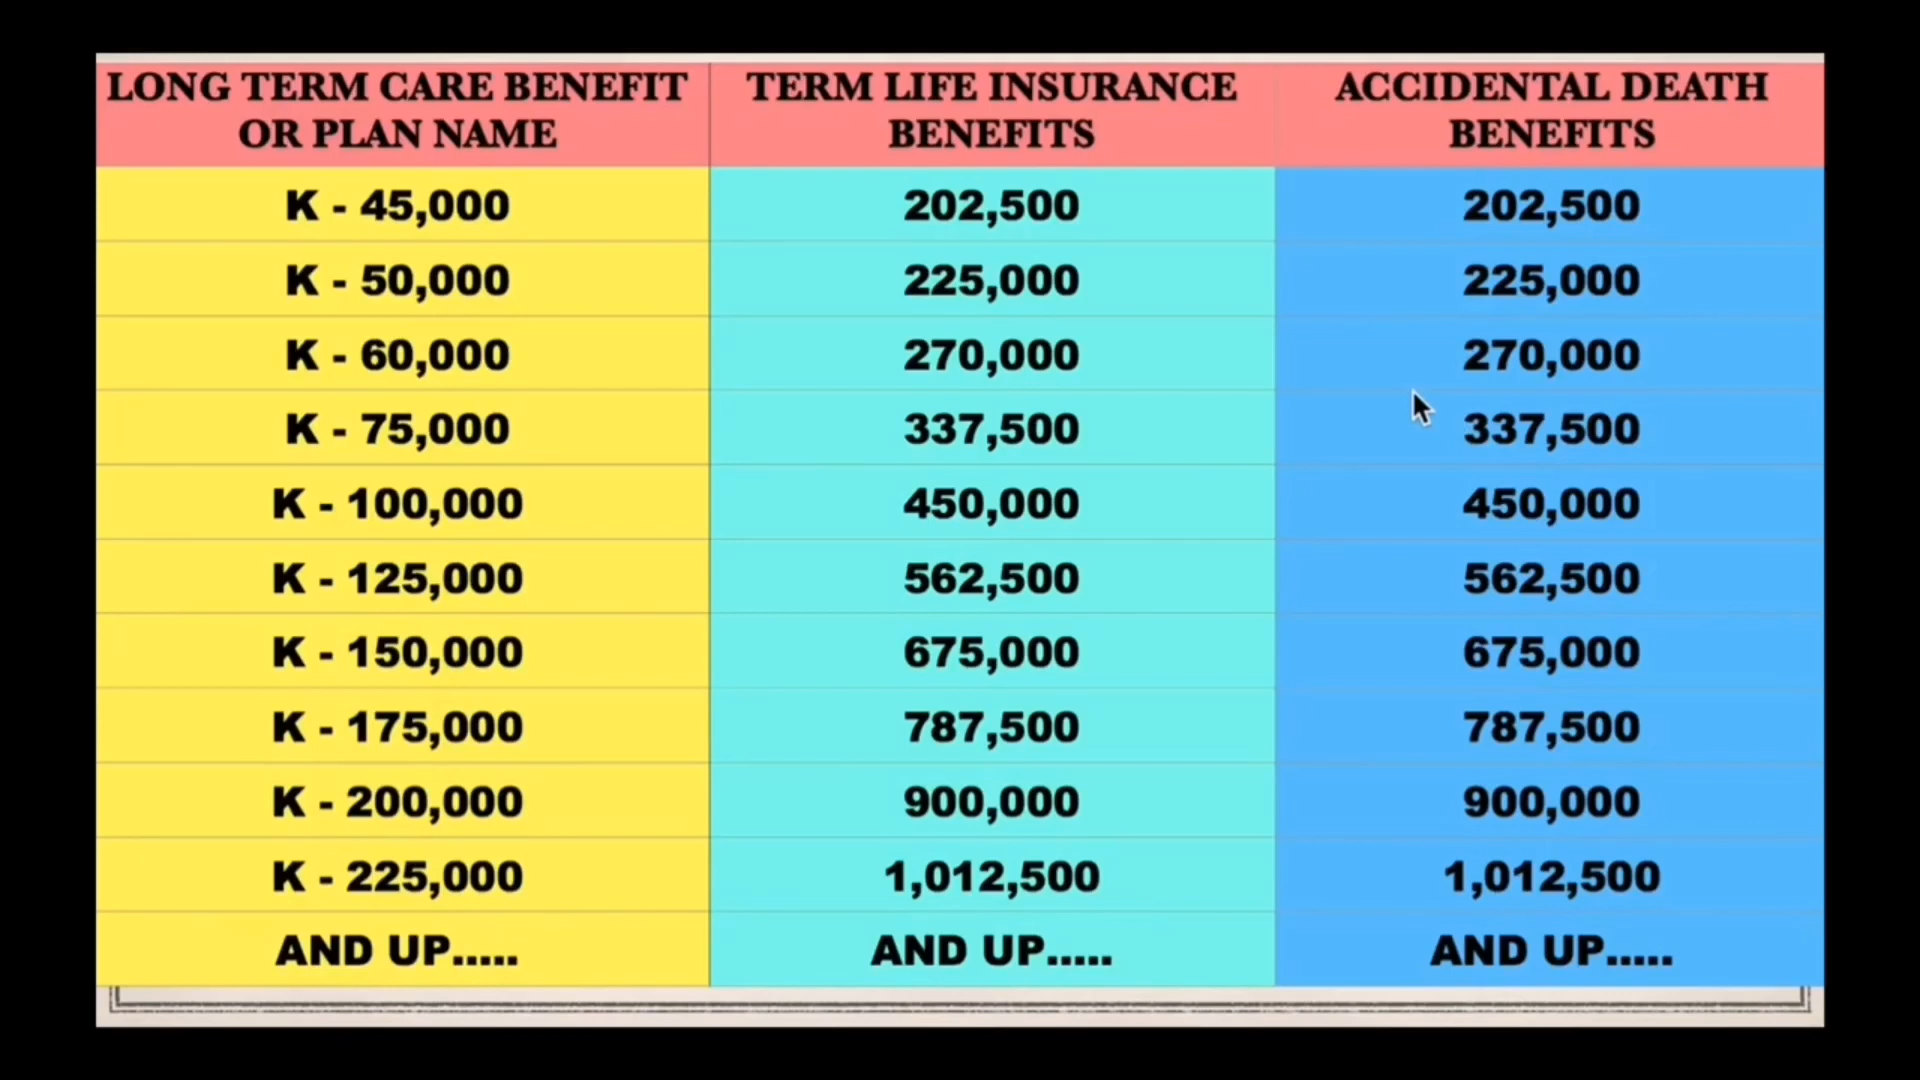 LONG TERM CARE BENEFIT
OR PLAN NAME
TERM LIFE INSURANCE
BENEFITS
ACCIDENTAL DEATH
BENEFITS
K - 45,000 202,500 202,500
K - 50,000 225,000 225,000
K - 60,000 270,000 270,000
K - 75,000 337,500 337,500
K - 100,000 450,000 450,000
K - 125,000 562,500 562,500
K - 150,000 675,000 675,000
K - 175,000 787,500 787,500
K - 200,000 900,000 900,000
K - 225,000 1,012,500 1,012,500
AND UP..... AND UP..... AND UP.....